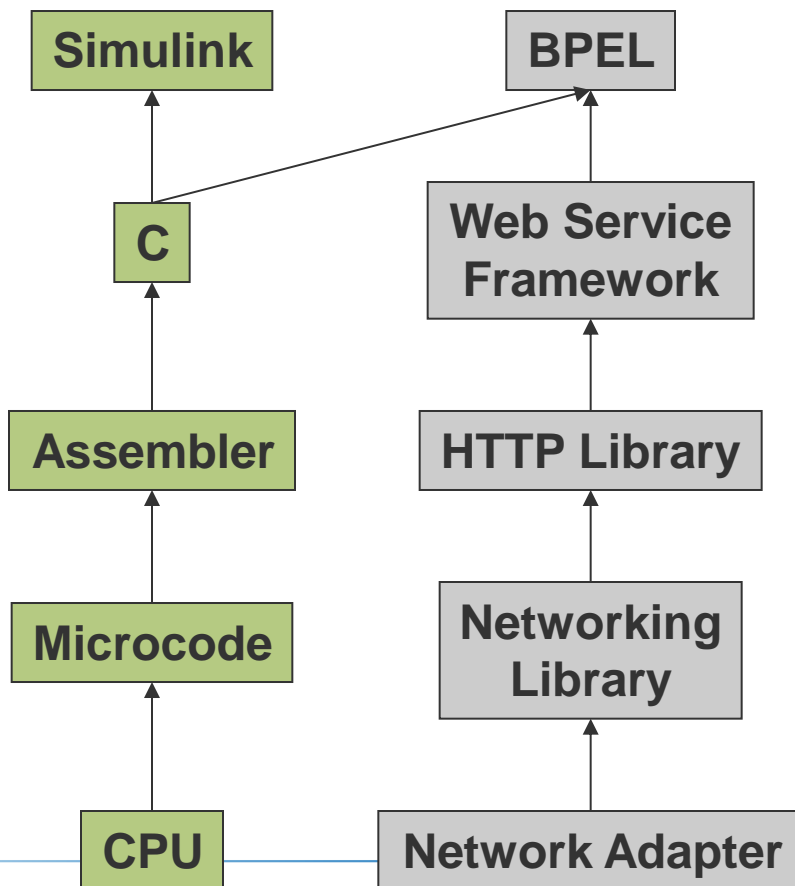 Simulink
BPEL
C
Web Service
Framework
Assembler
HTTP Library
Microcode
Networking
Library
CPU
Network Adapter